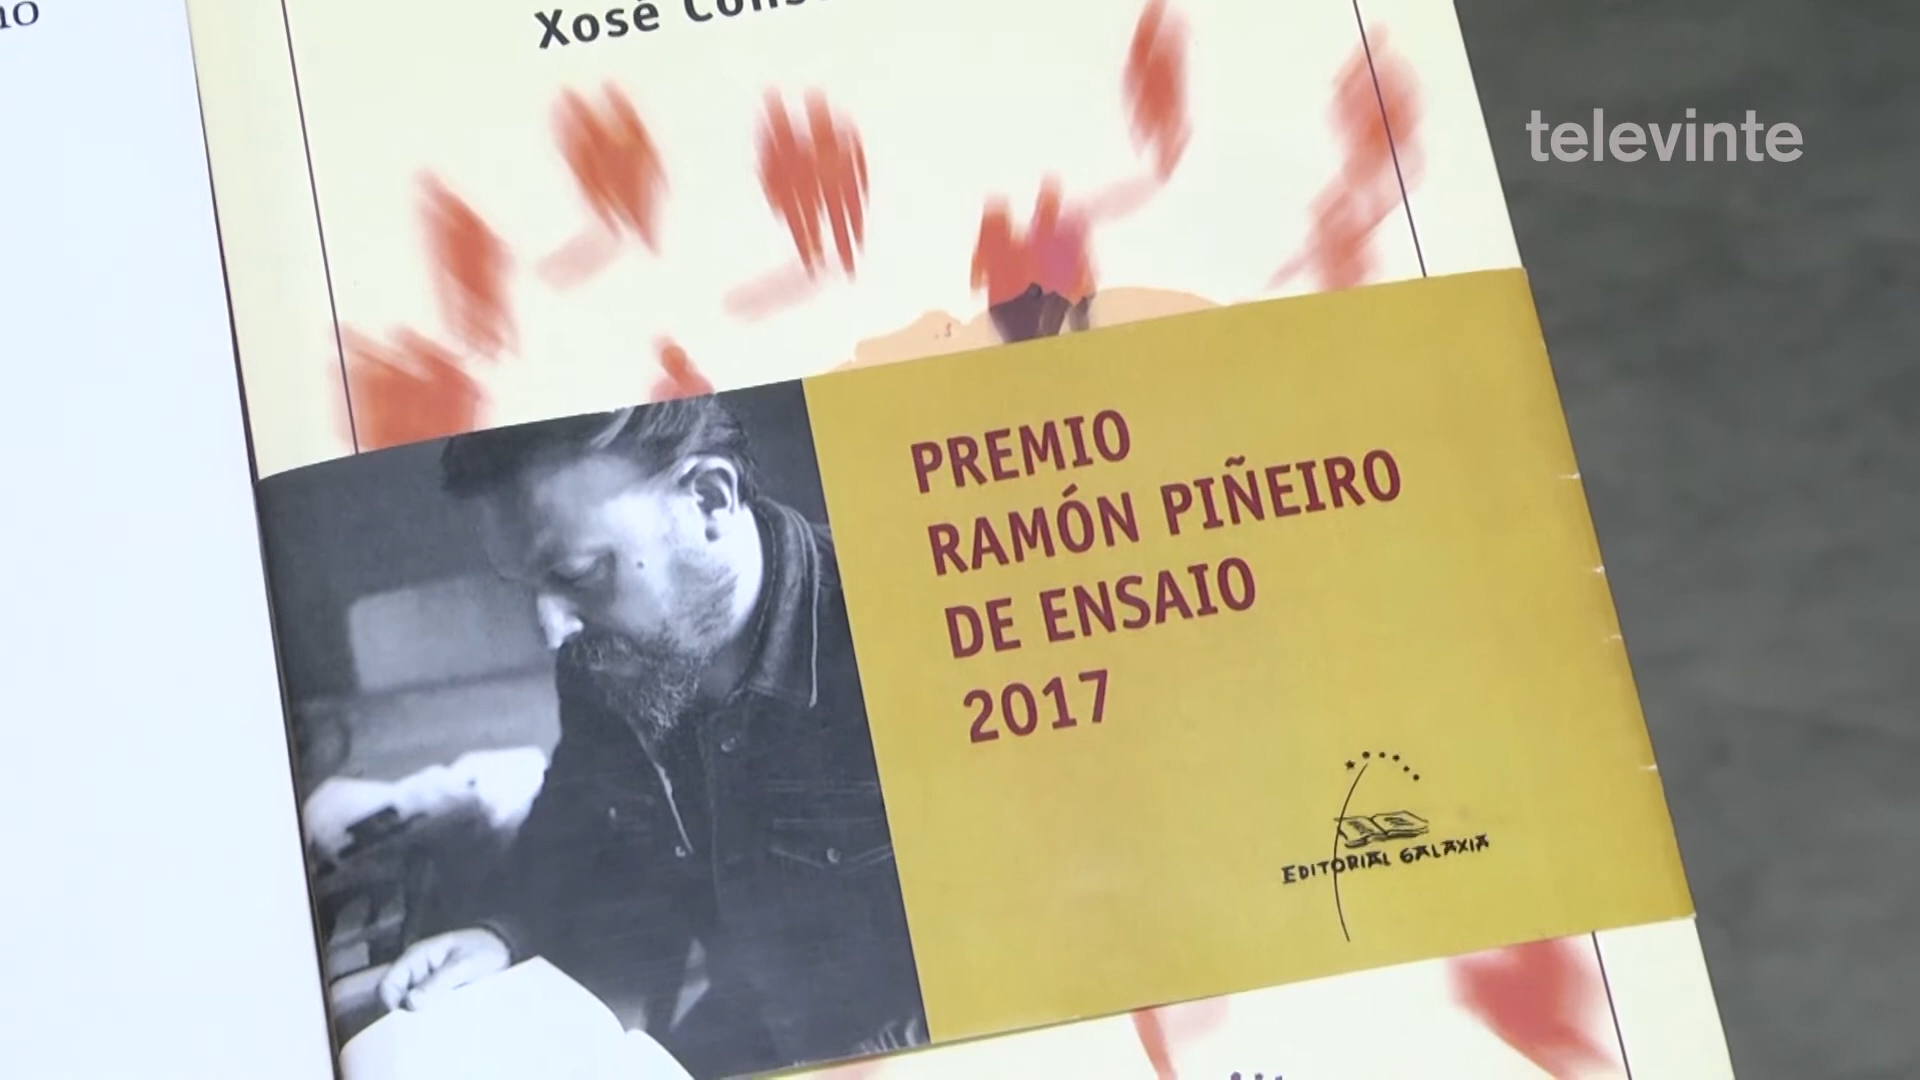 Xosé
televinte
PREMIO
RAMÓN PIÑEIRO
DE ENSAIO
2017
EDITORIAL GALAXIA